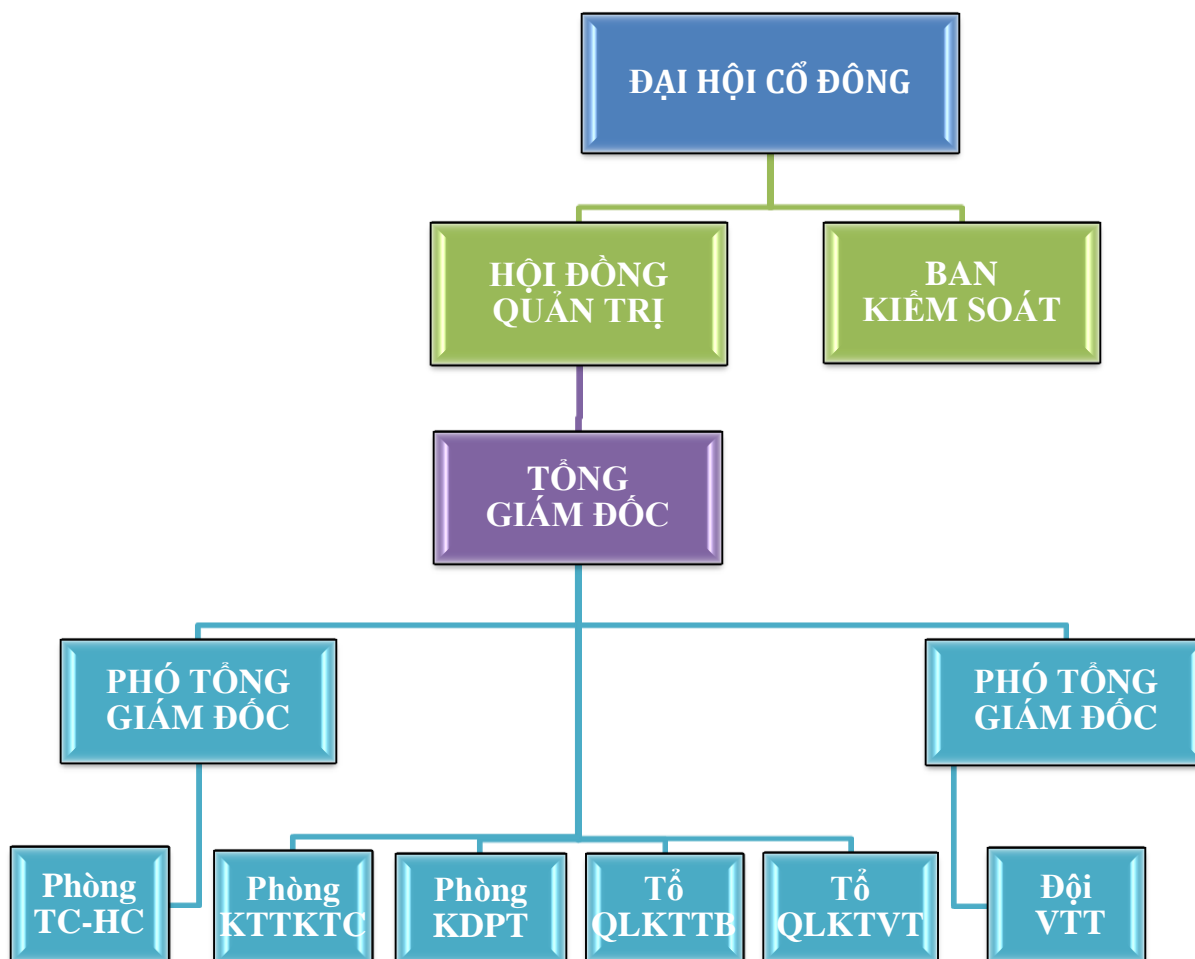 ĐẠI HỘI CỔ ĐÔNG
HỘI ĐỒNG
QUẢN TRỊ
BAN
KIỂM SOÁT
TỔNG
GIÁM ĐỐC
PHÓ TỔNG
GIÁM ĐỐC
PHÓ TỔNG
GIÁM ĐỐC
Phòng
TC-HC
Phòng
KTTKTC
Phòng
KDPT
Tổ
QLKTTB
Tổ
QLKTVT
Đội
VTT